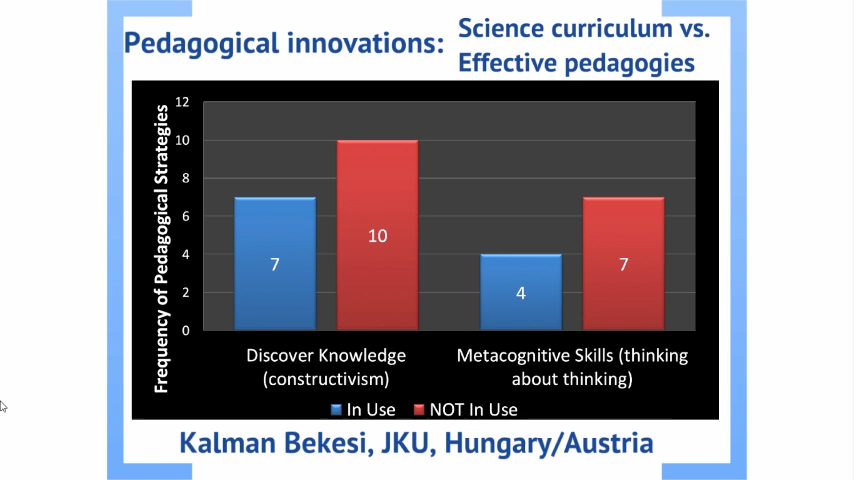 Pedagogical innovations:
Science curriculum vs.
Effective pedagogies
Frequency of Pedagogical Strategies
12
10
8
6
4
2
0
7
10
4
7
Discover Knowledge
(constructivism)
Metacognitive Skills (thinking
about thinking)
In Use
NOT In Use
Kalman Bekesi, JKU, Hungary/Austria